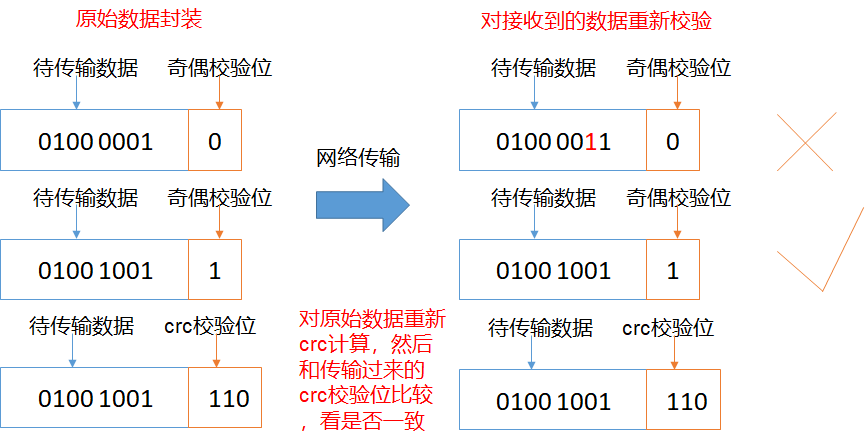 原始数据封装
对接收到的数据重新校验
待传输数据 奇偶校验位
待传输数据 奇偶校验位
0100 0001 0
0100 0011 0
网络传输
待传输数据 奇偶校验位
待传输数据 奇偶校验位
0100 1001 1
0100 1001 1
待传输数据 crc校验位
待传输数据 crc校验位
0100 1001 110
对原始数据重新
crc计算，然后
和传输过来的
crc校验位比较
，看是否一致
0100 1001 110